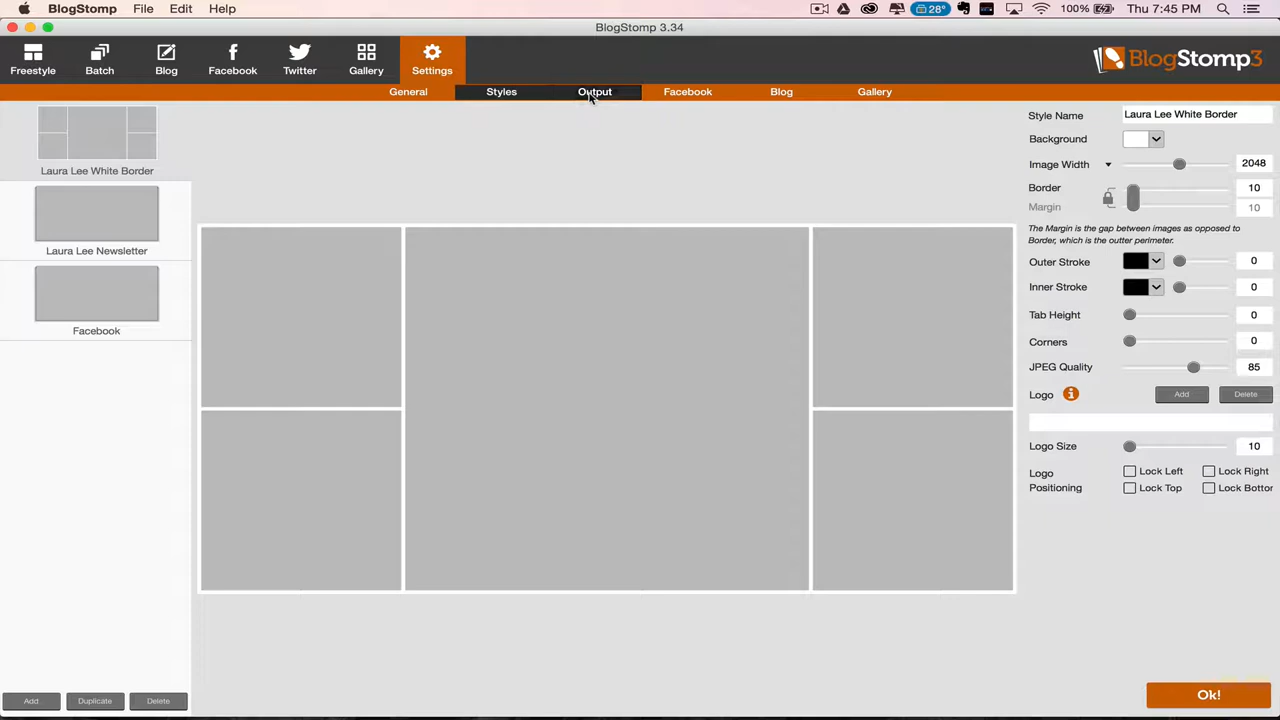 BlogStomp File Edit Help
28° 100% Thu 7:45 PM
BlogStomp 3.34
Freestyle Batch Blog Facebook Twitter Gallery Settings
BlogStomp3
General Styles Output Facebook Blog Gallery
Laura Lee White Border
Laura Lee Newsletter
Facebook
Add Duplicate Delete
Style Name Laura Lee White Border
Background
Image Width 2048
Border 10
Margin 10
The Margin is the gap between images as opposed to
Border, which is the outter perimeter.
Outer Stroke 0
Inner Stroke 0
Tab Height 0
Corners 0
JPEG Quality 85
Logo i Add Delete
Logo Size 10
Logo Lock Left Lock Right
Positioning Lock Top Lock Bottor
Ok!